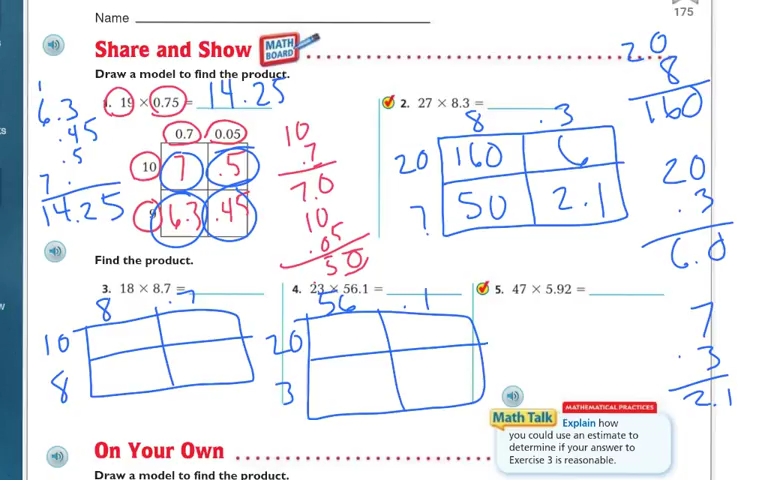 175
Name
Share and Show
MATH BOARD
Draw a model to find the product.
1. 19 × 0.75 = 14.25
0.7 0.05
10 7 .5
9 6.3 .45
1
6.3
.45
.5
7.
14.25
10
.7
7.0
10
.05
.50
2. 27 × 8.3 =
8 .3
20 160 6
7 50 2.1
20
8
160
20
.3
6.0
7
.3
2.1
Find the product.
3. 18 × 8.7 =
8 .7
10
8
4. 23 × 56.1 =
56 .1
20
3
5. 47 × 5.92 =
Math Talk
MATHEMATICAL PRACTICES
Explain how
you could use an estimate to
determine if your answer to
Exercise 3 is reasonable.
On Your Own
Draw a model to find the product.